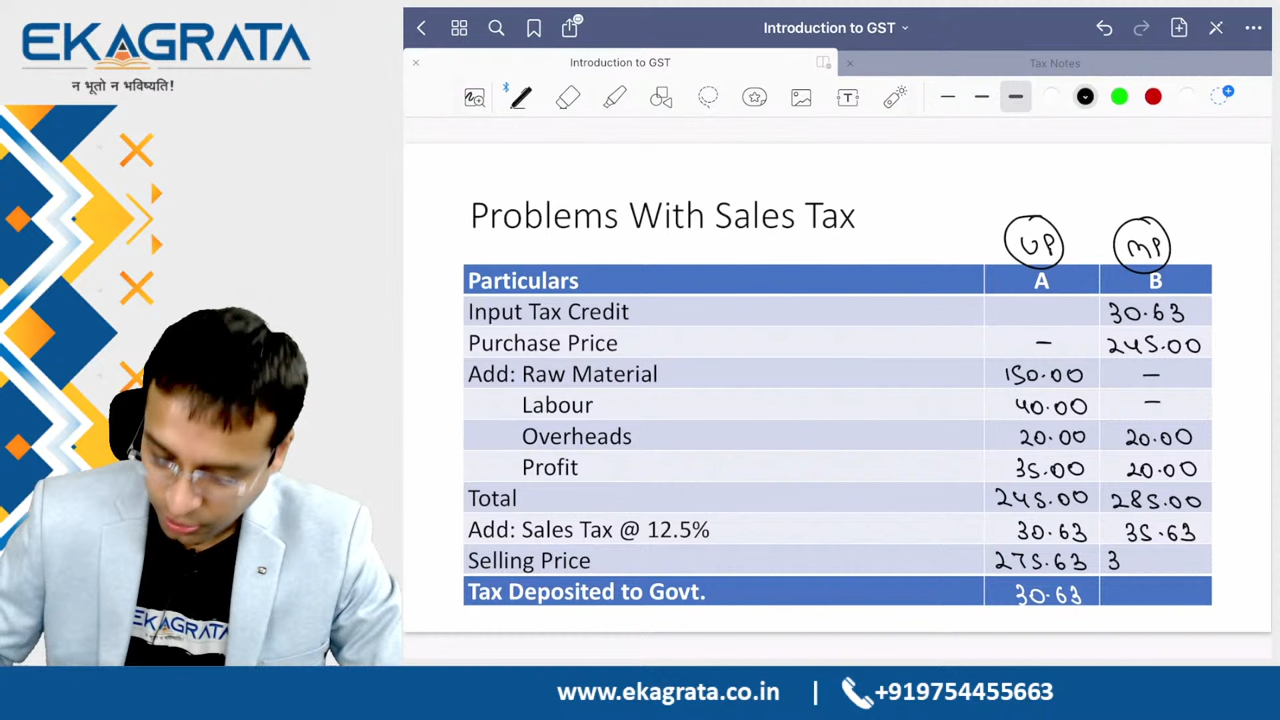 EKAGRATA
न भूतो न भविष्यति!
Introduction to GST
Introduction to GST
Tax Notes
Problems With Sales Tax
UP MP
Particulars A B
Input Tax Credit 30.63
Purchase Price – 245.00
Add: Raw Material 150.00 –
Labour 40.00 –
Overheads 20.00 20.00
Profit 35.00 20.00
Total 245.00 285.00
Add: Sales Tax @ 12.5% 30.63 35.63
Selling Price 275.63 3
Tax Deposited to Govt. 30.63
EKAGRATA
www.ekagrata.co.in | +919754455663